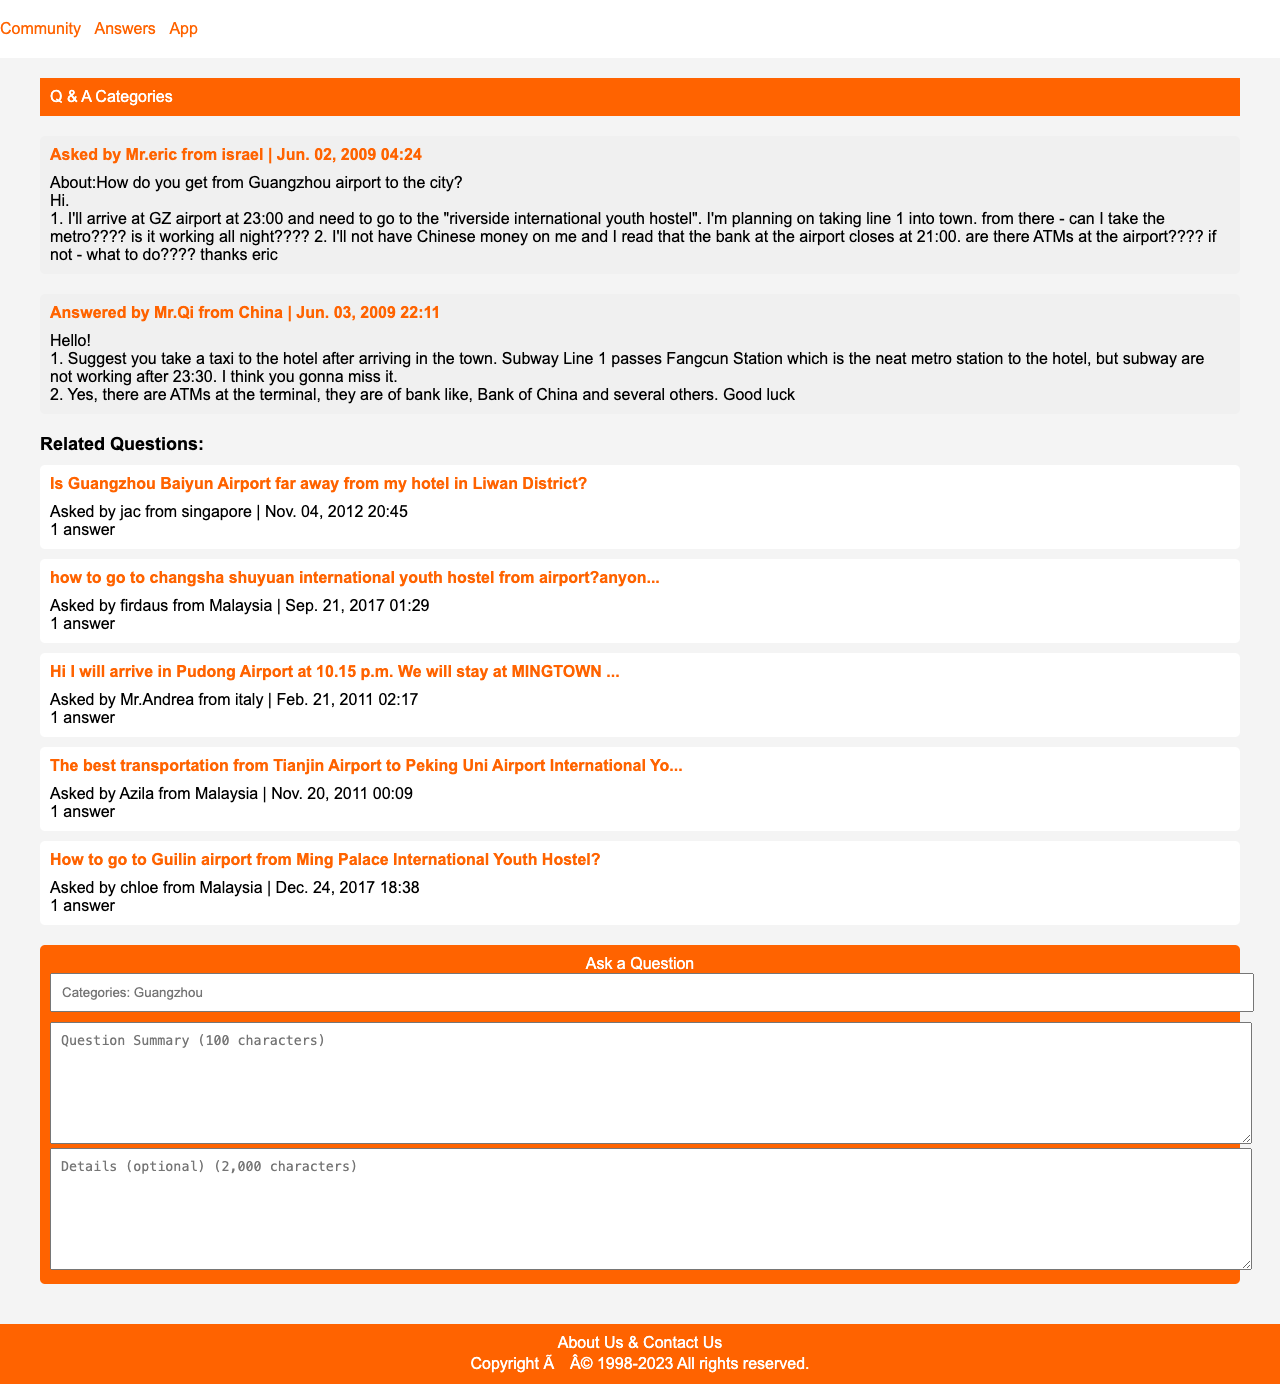 Community Answers App
Q & A Categories
Asked by Mr.eric from israel | Jun. 02, 2009 04:24
About:How do you get from Guangzhou airport to the city?
Hi.
1. I'll arrive at GZ airport at 23:00 and need to go to the "riverside international youth hostel". I'm planning on taking line 1 into town. from there - can I take the
metro???? is it working all night???? 2. I'll not have Chinese money on me and I read that the bank at the airport closes at 21:00. are there ATMs at the airport???? if
not - what to do???? thanks eric
Answered by Mr.Qi from China | Jun. 03, 2009 22:11
Hello!
1. Suggest you take a taxi to the hotel after arriving in the town. Subway Line 1 passes Fangcun Station which is the neat metro station to the hotel, but subway are
not working after 23:30. I think you gonna miss it.
2. Yes, there are ATMs at the terminal, they are of bank like, Bank of China and several others. Good luck
Related Questions:
Is Guangzhou Baiyun Airport far away from my hotel in Liwan District?
Asked by jac from singapore | Nov. 04, 2012 20:45
1 answer
how to go to changsha shuyuan international youth hostel from airport?anyon...
Asked by firdaus from Malaysia | Sep. 21, 2017 01:29
1 answer
Hi I will arrive in Pudong Airport at 10.15 p.m. We will stay at MINGTOWN ...
Asked by Mr.Andrea from italy | Feb. 21, 2011 02:17
1 answer
The best transportation from Tianjin Airport to Peking Uni Airport International Yo...
Asked by Azila from Malaysia | Nov. 20, 2011 00:09
1 answer
How to go to Guilin airport from Ming Palace International Youth Hostel?
Asked by chloe from Malaysia | Dec. 24, 2017 18:38
1 answer
Ask a Question
Categories: Guangzhou
Question Summary (100 characters)
Details (optional) (2,000 characters)
About Us & Contact Us
Copyright Ã Â© 1998-2023 All rights reserved.